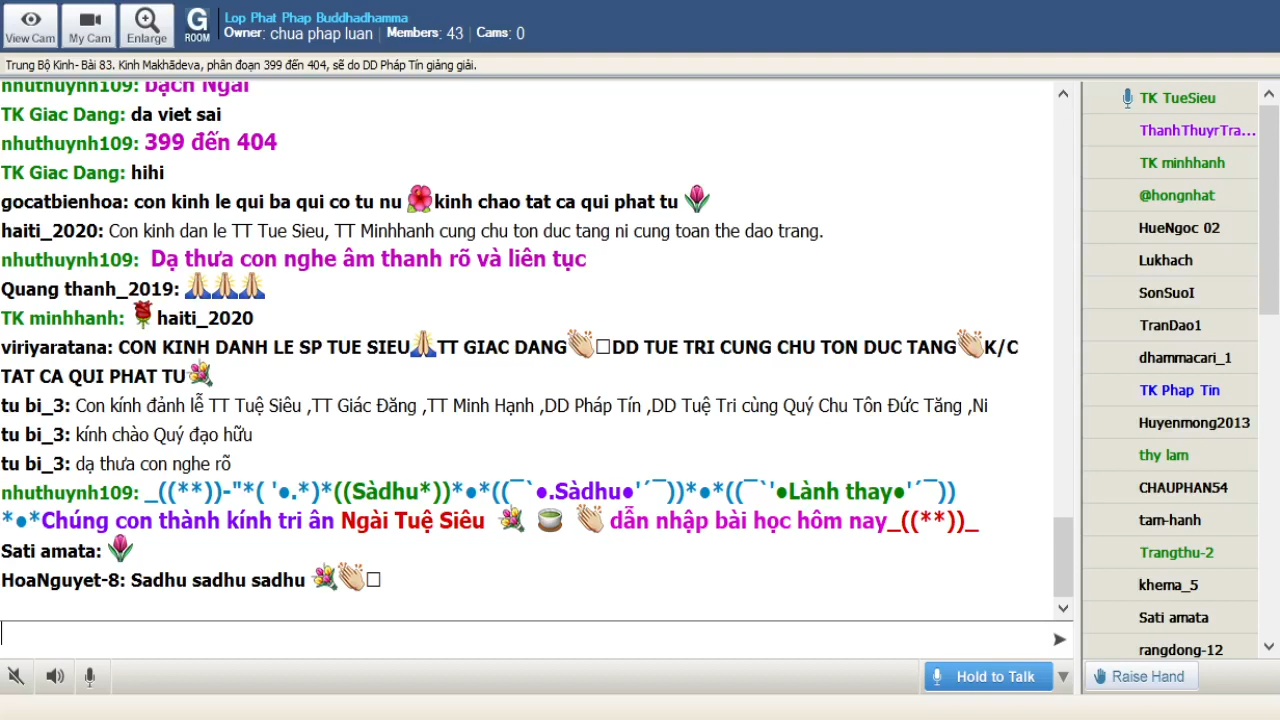 View Cam
My Cam
Enlarge
G
ROOM
Lop Phat Phap Buddhadhamma
Owner: chua phap luan | Members: 43 | Cams: 0
Trung Bộ Kinh- Bài 83. Kinh Makhādeva, phân đoạn 399 đến 404, sẽ do DD Pháp Tín giảng giải.
nhuthuynh109: bạch Ngài
TK Giac Dang: da viet sai
nhuthuynh109: 399 đến 404
TK Giac Dang: hihi
gocatbienhoa: con kinh le qui ba qui co tu nu 🌺kinh chao tat ca qui phat tu 🌷
haiti_2020: Con kinh dan le TT Tue Sieu, TT Minhhanh cung chu ton duc tang ni cung toan the dao trang.
nhuthuynh109: Dạ thưa con nghe âm thanh rõ và liên tục
Quang thanh_2019: 🙏🙏🙏
TK minhhanh: 🌹haiti_2020
viriyaratana: CON KINH DANH LE SP TUE SIEU🙏TT GIAC DANG👏□DD TUE TRI CUNG CHU TON DUC TANG👏K/C
TAT CA QUI PHAT TU💐
tu bi_3: Con kính đảnh lễ TT Tuệ Siêu ,TT Giác Đăng ,TT Minh Hạnh ,DD Pháp Tín ,DD Tuệ Tri cùng Quý Chu Tôn Đức Tăng ,Ni
tu bi_3: kính chào Quý đạo hữu
tu bi_3: dạ thưa con nghe rõ
nhuthuynh109: _((**))-"*( '●.*)*((Sàdhu*))*●*((¯`●.Sàdhu●'´¯))*●*((¯`'●Lành thay●'´¯))
*●*Chúng con thành kính tri ân Ngài Tuệ Siêu 💐 🍵 👏 dẫn nhập bài học hôm nay_((**))_
Sati amata: 🌷
HoaNguyet-8: Sadhu sadhu sadhu 💐👏□
Hold to Talk
TK TueSieu
ThanhThuyrTra...
TK minhhanh
@hongnhat
HueNgoc 02
Lukhach
SonSuoI
TranDao1
dhammacari_1
TK Phap Tin
Huyenmong2013
thy lam
CHAUPHAN54
tam-hanh
Trangthu-2
khema_5
Sati amata
rangdong-12
Raise Hand